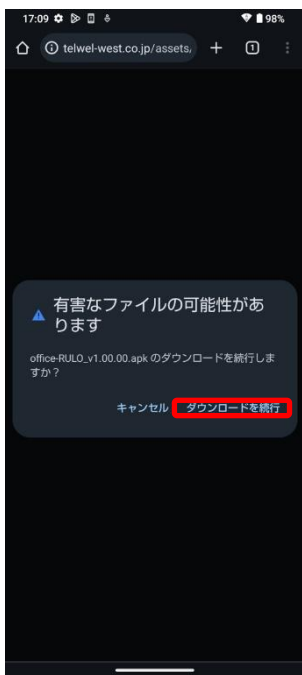 17:09
98%
telwel-west.co.jp/assets/
1
有害なファイルの可能性があ
ります
office-RULO_v1.00.00.apk のダウンロードを続行しま
すか？
キャンセル ダウンロードを続行